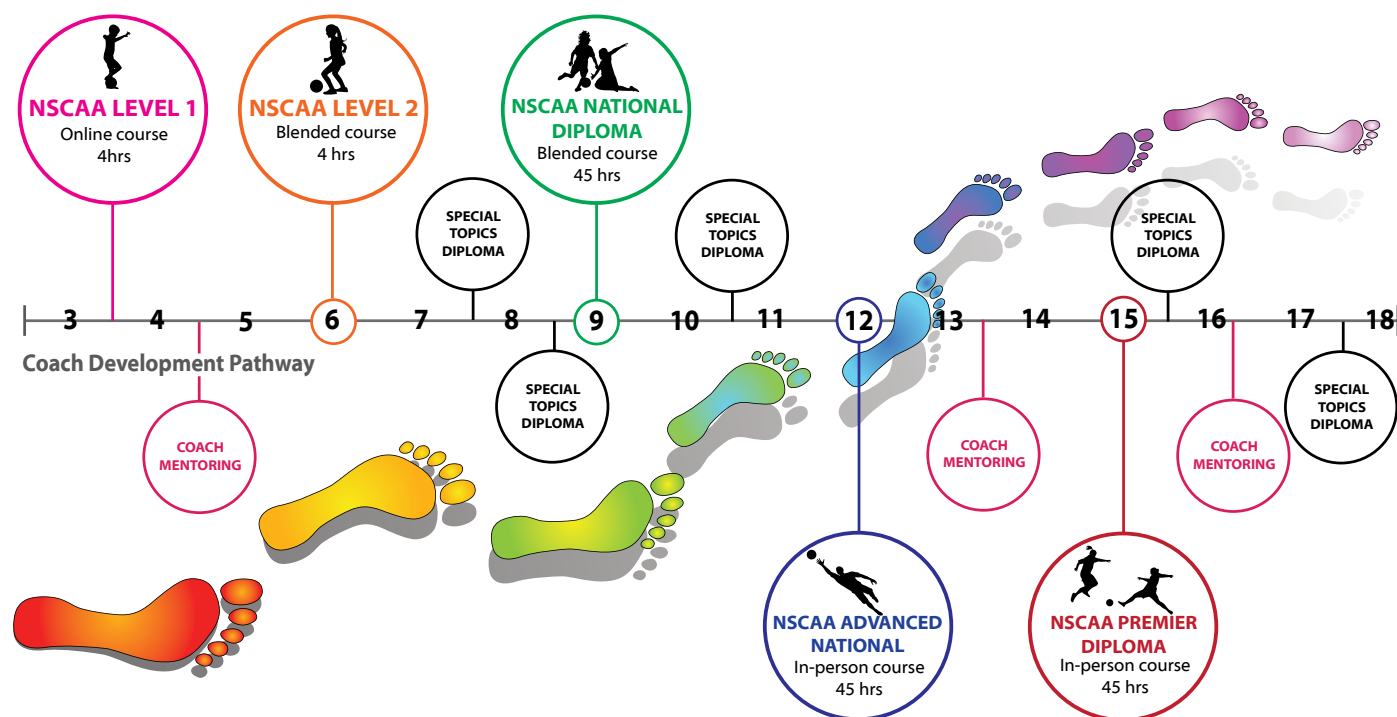 NSCAA LEVEL 1
Online course
4hrs
NSCAA LEVEL 2
Blended course
4 hrs
NSCAA NATIONAL
DIPLOMA
Blended course
45 hrs
SPECIAL
TOPICS
DIPLOMA
SPECIAL
TOPICS
DIPLOMA
SPECIAL
TOPICS
DIPLOMA
3 4 5 6 7 8 9 10 11 12 13 14 15 16 17 18
Coach Development Pathway
COACH
MENTORING
SPECIAL
TOPICS
DIPLOMA
COACH
MENTORING
COACH
MENTORING
SPECIAL
TOPICS
DIPLOMA
NSCAA ADVANCED
NATIONAL
In-person course
45 hrs
NSCAA PREMIER
DIPLOMA
In-person course
45 hrs